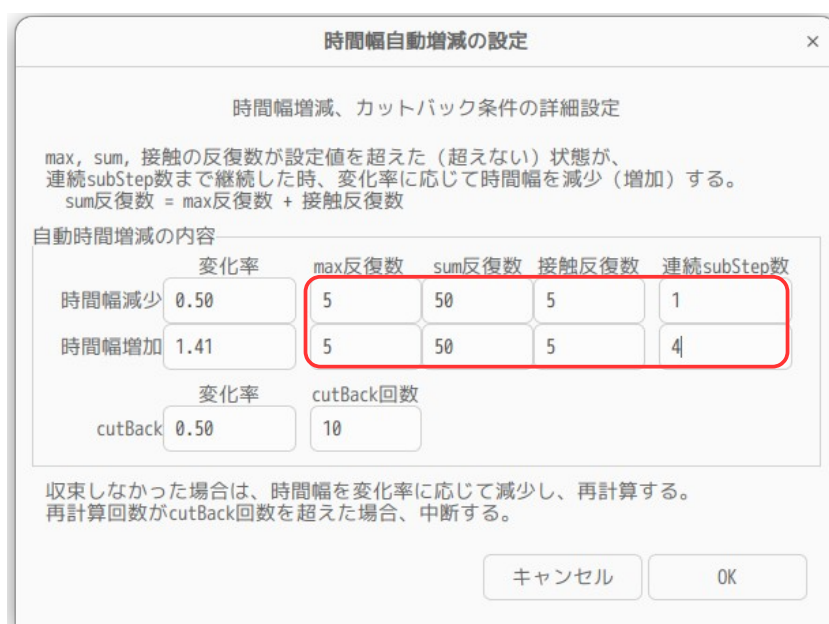 時間幅自動増減の設定 ×
時間幅増減、カットバック条件の詳細設定
max, sum, 接触の反復数が設定値を超えた（超えない）状態が、
連続subStep数まで継続した時、変化率に応じて時間幅を減少（増加）する。
sum反復数 = max反復数 + 接触反復数
自動時間増減の内容
変化率 max反復数 sum反復数 接触反復数 連続subStep数
時間幅減少 0.50 5 50 5 1
時間幅増加 1.41 5 50 5 4
変化率 cutBack回数
cutBack 0.50 10
収束しなかった場合は、時間幅を変化率に応じて減少し、再計算する。
再計算回数がcutBack回数を超えた場合、中断する。
キャンセル OK